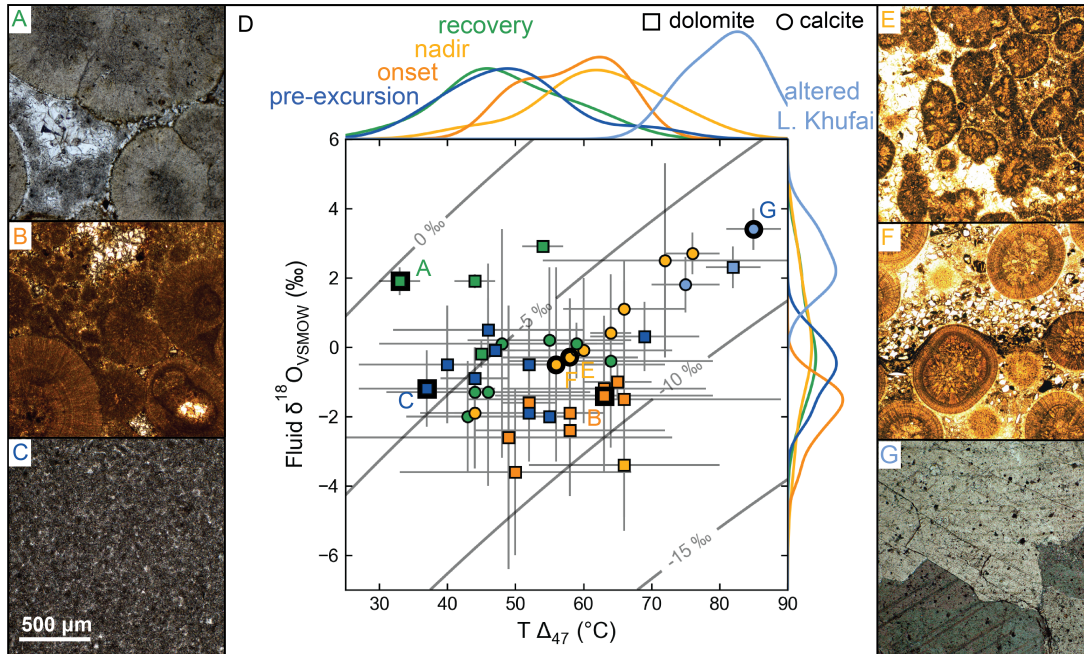 A
D
recovery
nadir
onset
pre-excursion
dolomite
calcite
altered
L. Khufai
E
B
F
C
500 µm
G
Fluid δ¹⁸O_VSMOW (‰)
6
4
2
0
−2
−4
−6
0 ‰
-5 ‰
-10 ‰
-15 ‰
A
G
F
E
B
C
30
40
50
60
70
80
90
T Δ₄₇ (°C)